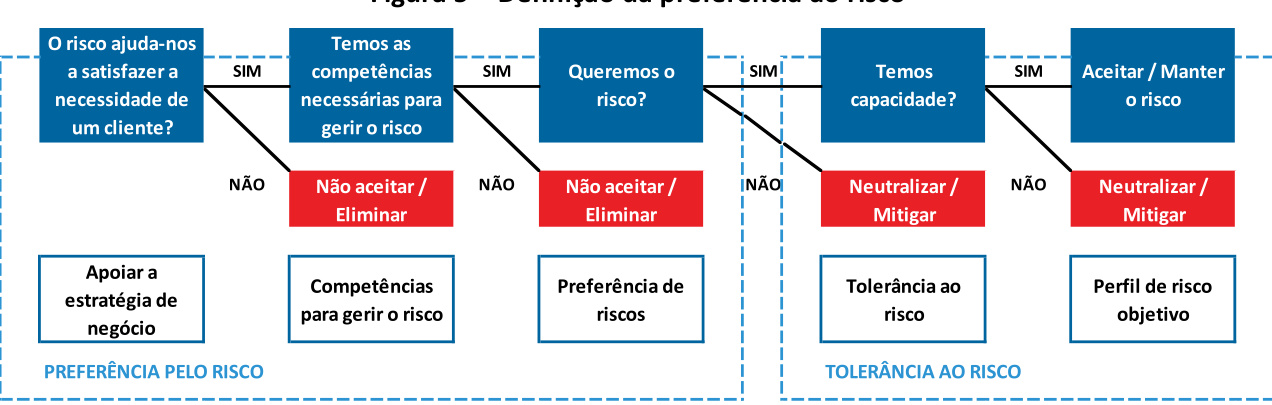 Figura 3 – Definição da preferência ao risco
O risco ajuda-nos
a satisfazer a
necessidade de
um cliente?
SIM
NÃO
Temos as
competências
necessárias para
gerir o risco
SIM
NÃO
Queremos o
risco?
SIM
NÃO
Temos
capacidade?
SIM
NÃO
Aceitar / Manter
o risco
Não aceitar /
Eliminar
Não aceitar /
Eliminar
Neutralizar /
Mitigar
Neutralizar /
Mitigar
Apoiar a
estratégia de
negócio
Competências
para gerir o risco
Preferência de
riscos
Tolerância ao
risco
Perfil de risco
objetivo
PREFERÊNCIA PELO RISCO
TOLERÂNCIA AO RISCO